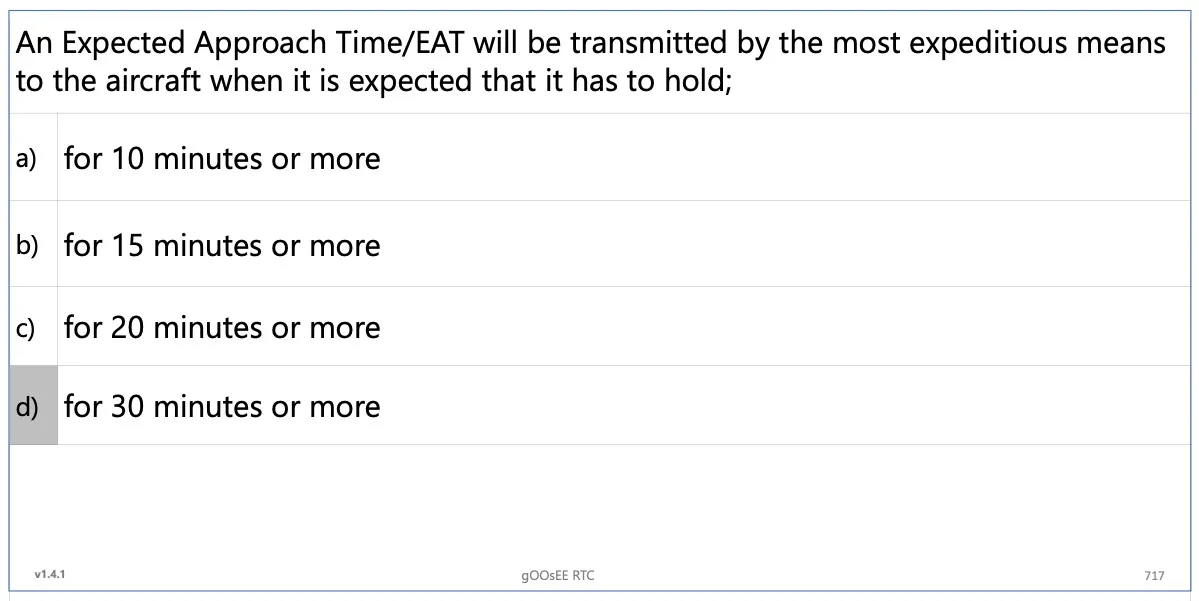 An Expected Approach Time/EAT will be transmitted by the most expeditious means
to the aircraft when it is expected that it has to hold;
a) for 10 minutes or more
b) for 15 minutes or more
c) for 20 minutes or more
d) for 30 minutes or more
v1.4.1 gOOsEE RTC 717